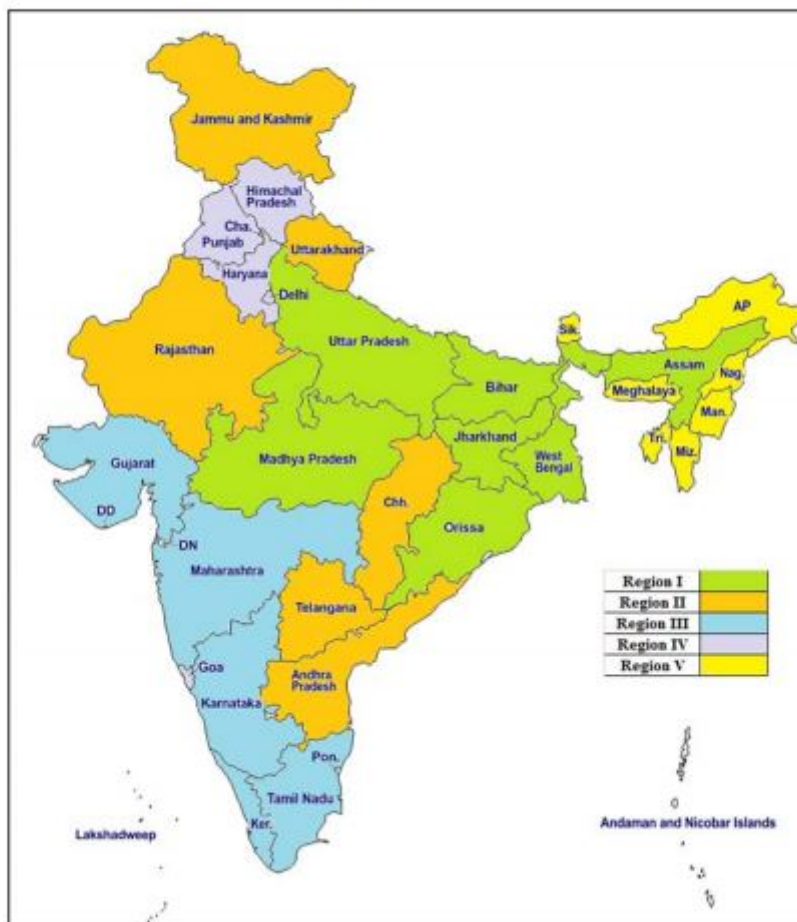 Jammu and Kashmir
Himachal
Pradesh
Cha.
Punjab
Uttarakhand
Haryana
Delhi
AP
Sik.
Rajasthan
Uttar Pradesh
Assam
Nag.
Bihar
Meghalaya
Man.
Jharkhand
Tri.
Gujarat
Madhya Pradesh
West
Bengal
Miz.
Chh.
DD
Orissa
DN
Maharashtra
Region I
Telangana
Region II
Region III
Region IV
Goa
Region V
Andhra
Pradesh
Karnataka
Pon.
Tamil Nadu
Ker.
Lakshadweep
Andaman and Nicobar Islands